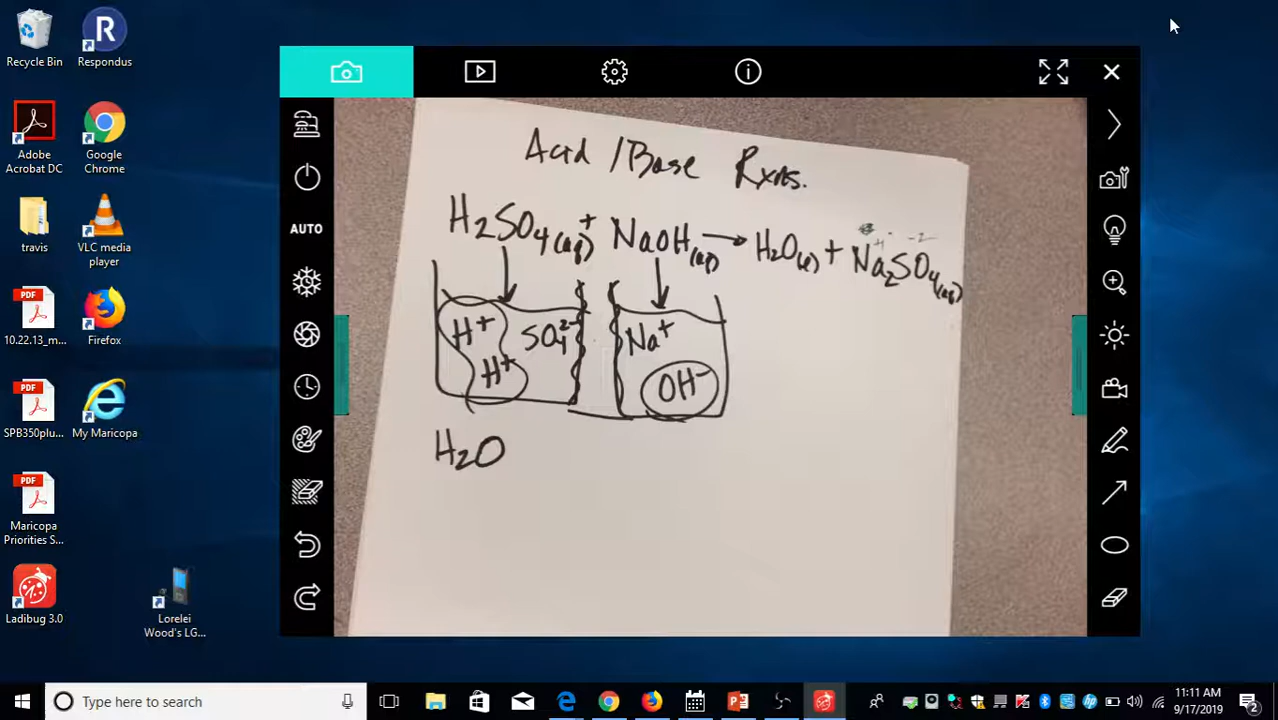 Recycle Bin
Respondus
Adobe Acrobat DC
Google Chrome
travis
VLC media player
10.22.13_m...
Firefox
SPB350plu...
My Maricopa
Maricopa Priorities S...
Ladibug 3.0
Lorelei Wood's LG...
AUTO
Acid / Base Rxns.
H₂SO₄(aq) + NaOH(aq) → H₂O(l) + Na₂SO₄(aq)
H⁺ SO₄²⁻ Na⁺
H⁺ OH⁻
H₂O
Type here to search
11:11 AM
9/17/2019
2